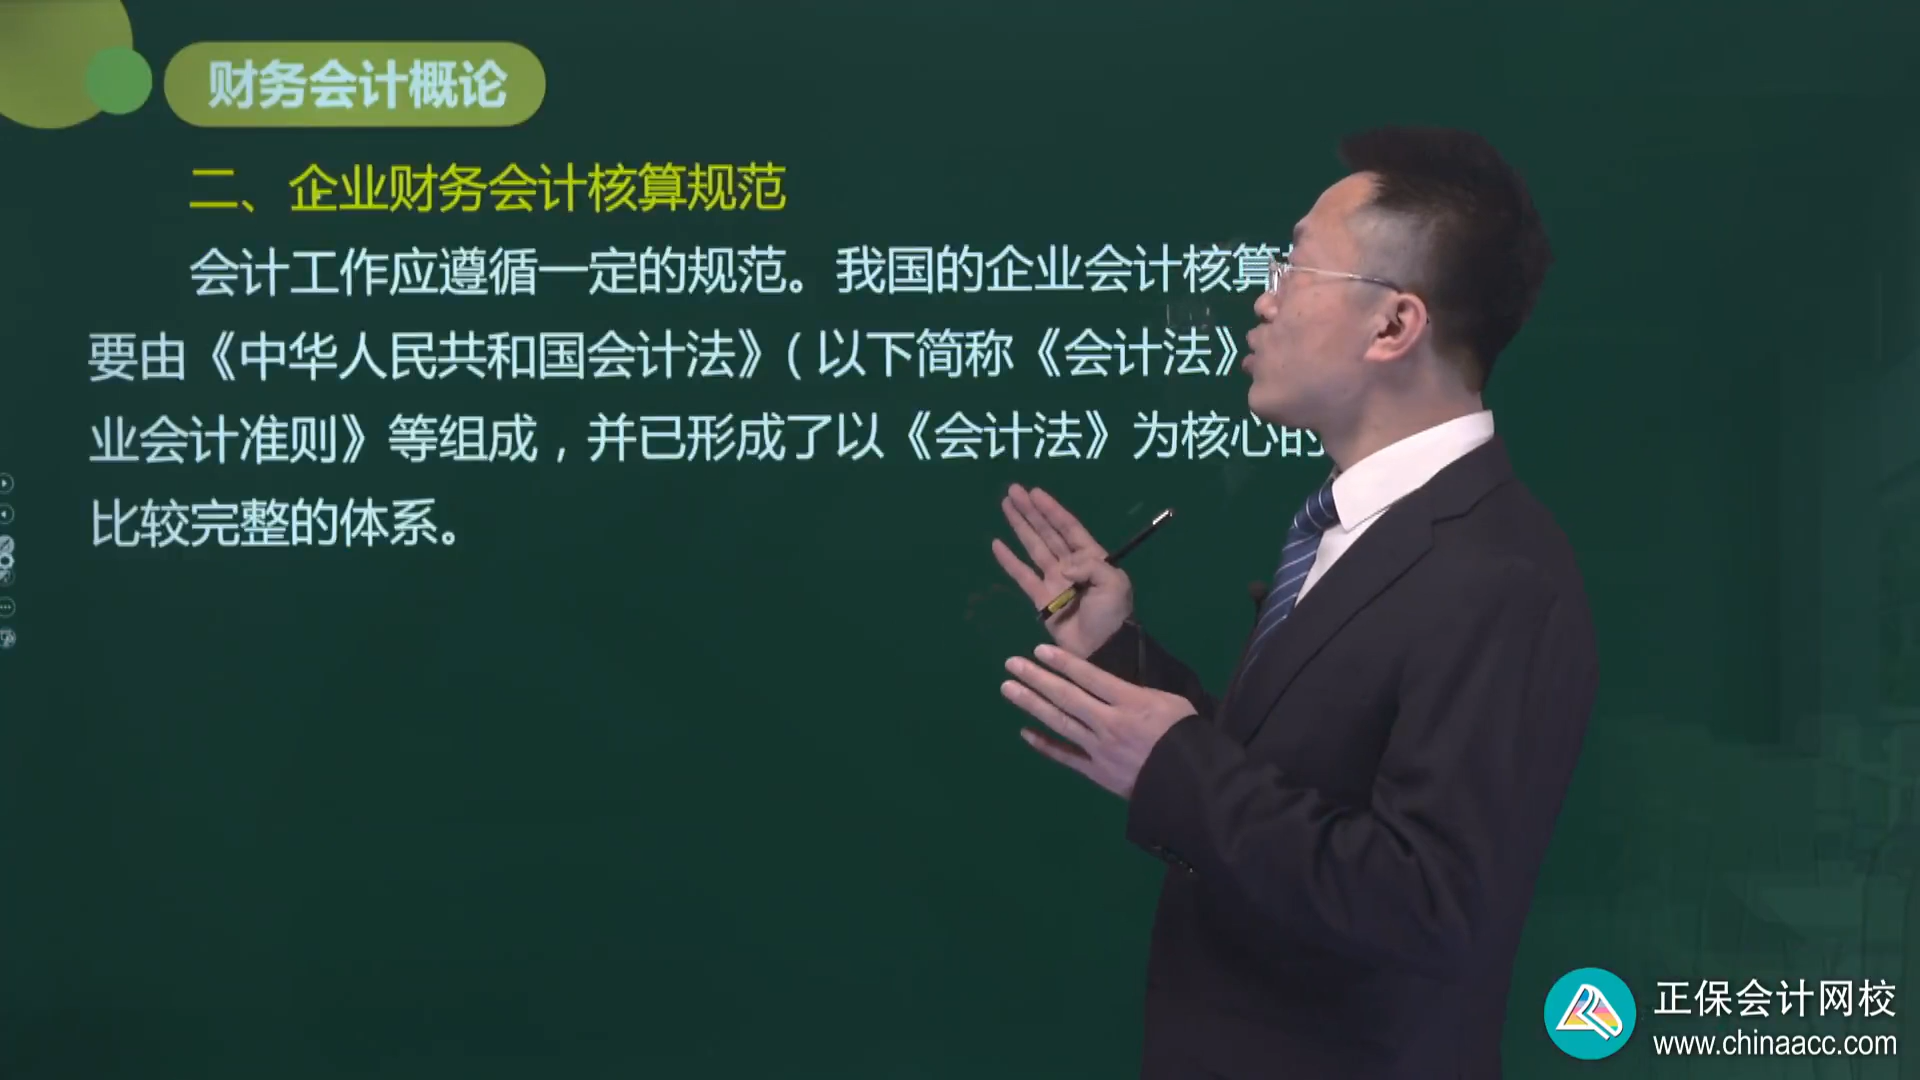 财务会计概论
二、企业财务会计核算规范
会计工作应遵循一定的规范。我国的企业会计核算
要由《中华人民共和国会计法》(以下简称《会计法》
业会计准则》等组成，并已形成了以《会计法》为核心的
比较完整的体系。
正保会计网校
www.chinaacc.com